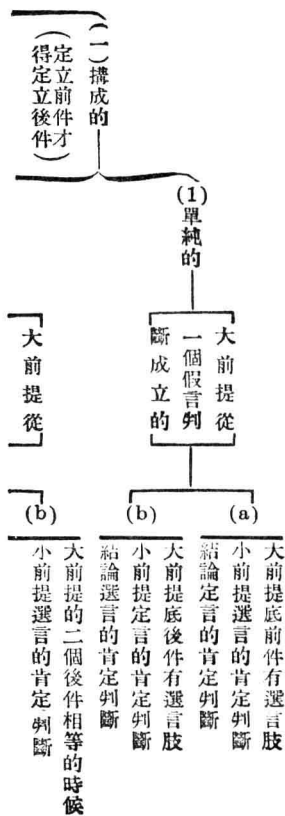 (一)搆成的
(定立前件才
得定立後件)
(1)單純的
大前提從
一個假言判
斷成立的
(a)
大前提底前件有選言肢
小前提選言的肯定判斷
結論定言的肯定判斷
(b)
大前提底後件有選言肢
小前提定言的肯定判斷
結論選言的肯定判斷
大前提從
(b)
大前提的二個後件相等的時候
小前提選言的肯定判斷